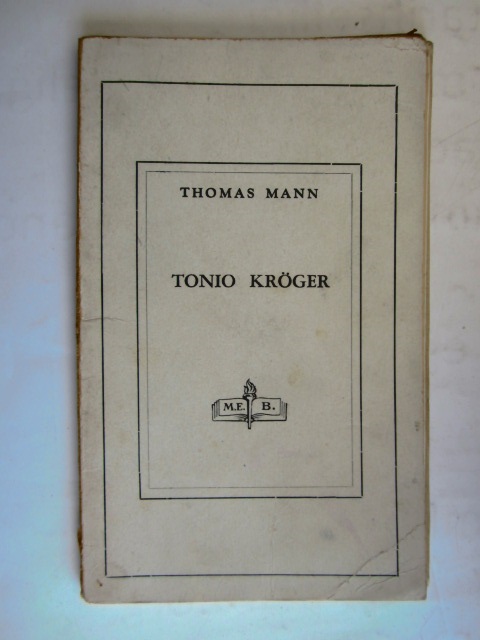 THOMAS MANN
TONIO KRÖGER
M.E. B.